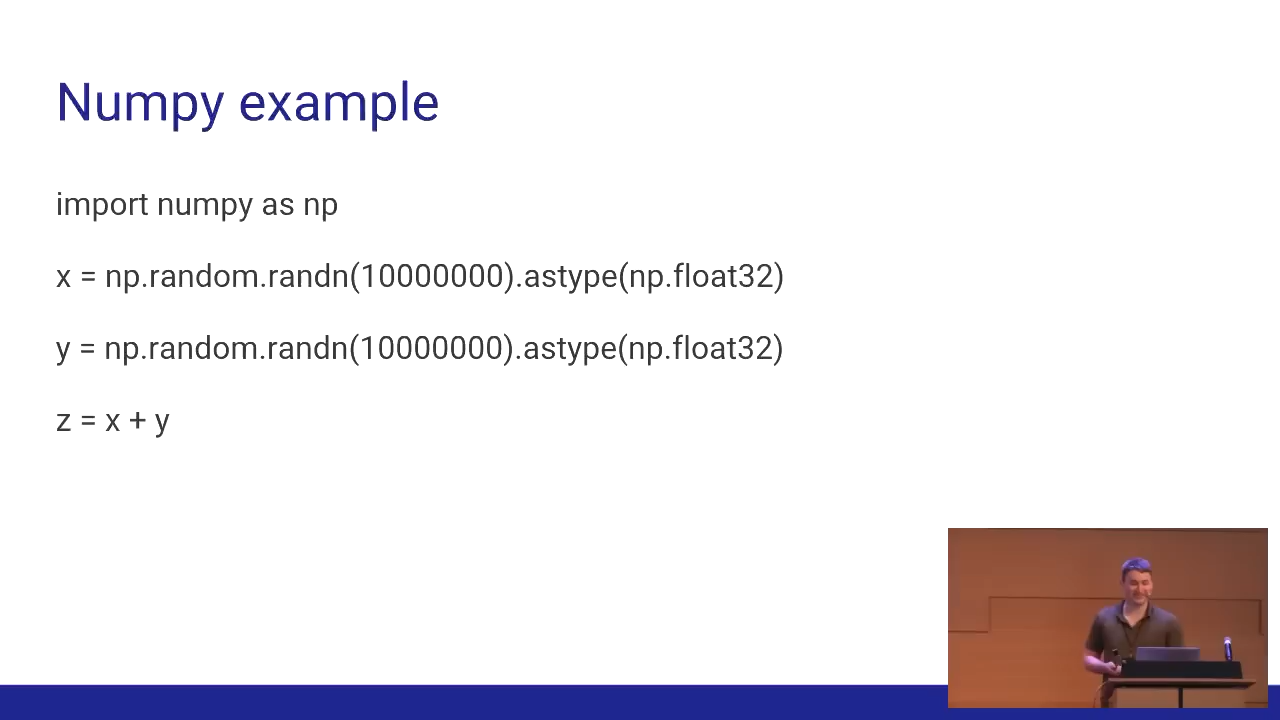 Numpy example
import numpy as np
x = np.random.randn(10000000).astype(np.float32)
y = np.random.randn(10000000).astype(np.float32)
z = x + y